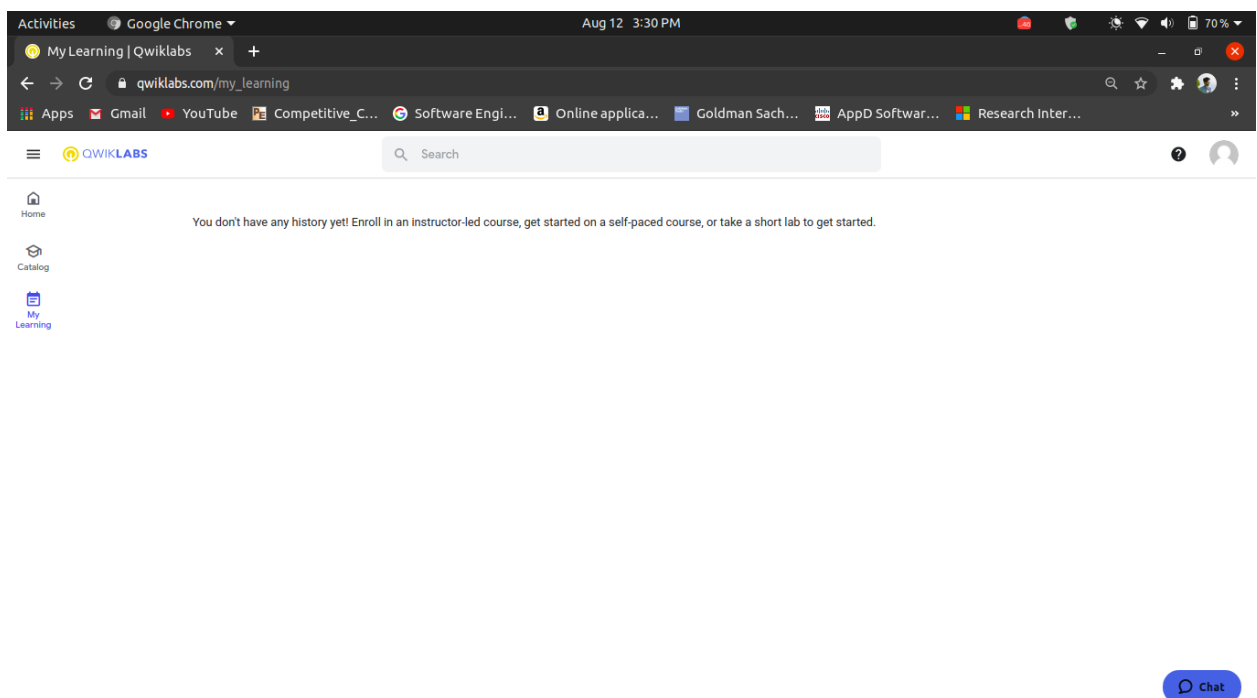 Activities Google Chrome Aug 12 3:30 PM 70 %
My Learning | Qwiklabs
qwiklabs.com/my_learning
Apps Gmail YouTube Competitive_C... Software Engi... Online applica... Goldman Sach... AppD Softwar... Research Inter... »
QWIKLABS Search
Home
You don't have any history yet! Enroll in an instructor-led course, get started on a self-paced course, or take a short lab to get started.
Catalog
My
Learning
Chat